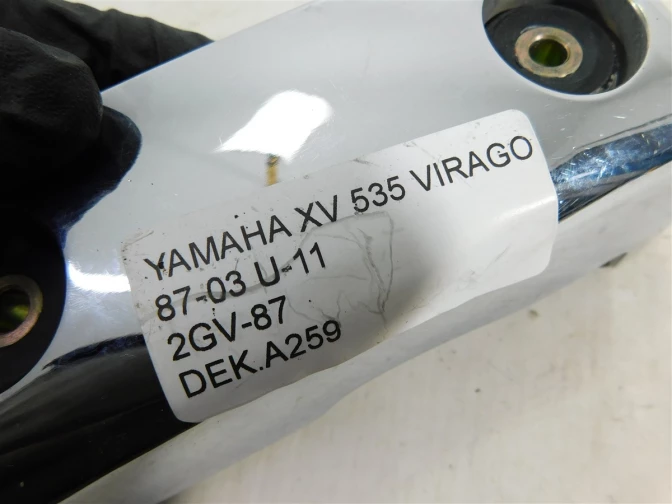 YAMAHA XV 535 VIRAGO
87-03 U-11
2GV-87
DEK.A259